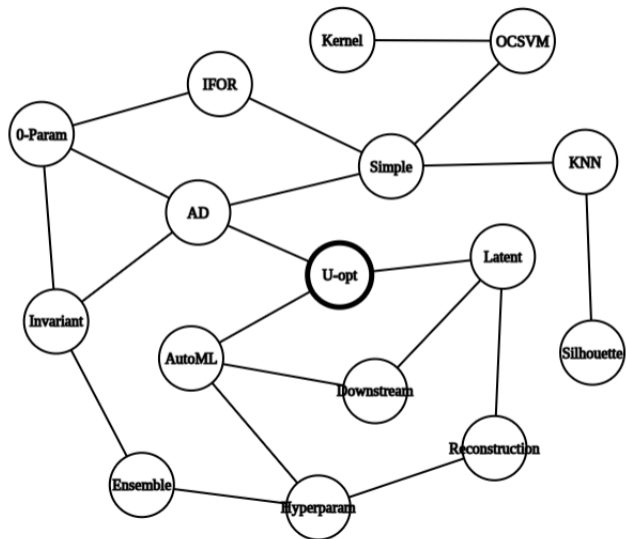 Kernel
OCSVM
IFOR
0-Param
Simple
KNN
AD
U-opt
Latent
Invariant
AutoML
Silhouette
Downstream
Reconstruction
Ensemble
Hyperparam